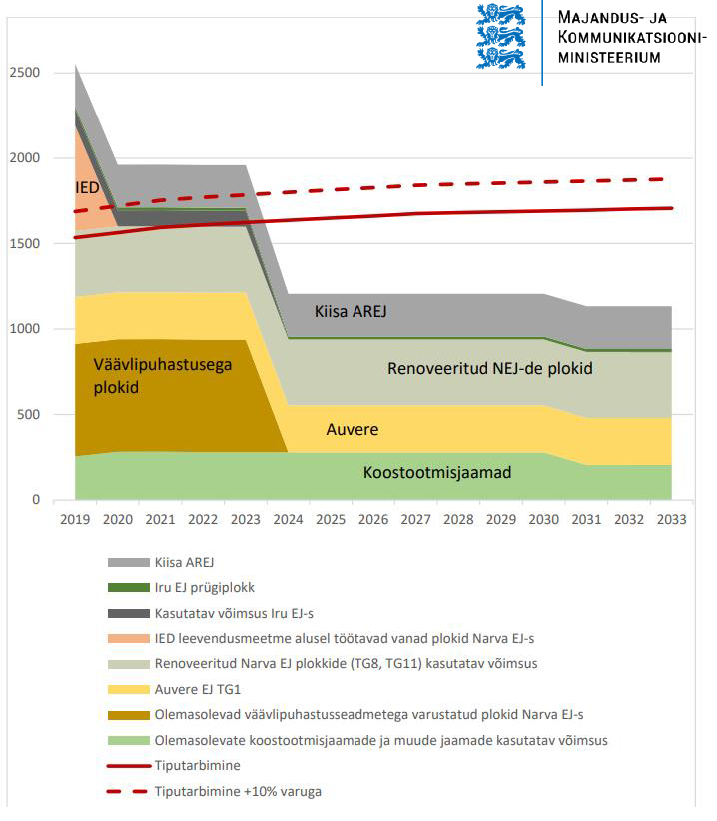 MAJANDUS- JA
KOMMUNIKATSIOONI-
MINISTEERIUM
2500
2000
1500
1000
500
0
IED
Kiisa AREJ
Väävlipuhastusega
plokid
Renoveeritud NEJ-de plokid
Auvere
Koostootmisjaamad
2019 2020 2021 2022 2023 2024 2025 2026 2027 2028 2029 2030 2031 2032 2033
Kiisa AREJ
Iru EJ prügiplokk
Kasutatav võimsus Iru EJ-s
IED leevendusmeetme alusel töötavad vanad plokid Narva EJ-s
Renoveeritud Narva EJ plokkide (TG8, TG11) kasutatav võimsus
Auvere EJ TG1
Olemasolevad väävlipuhastusseadmetega varustatud plokid Narva EJ-s
Olemasolevate koostootmisjaamade ja muude jaamade kasutatav võimsus
Tiputarbimine
Tiputarbimine +10% varuga